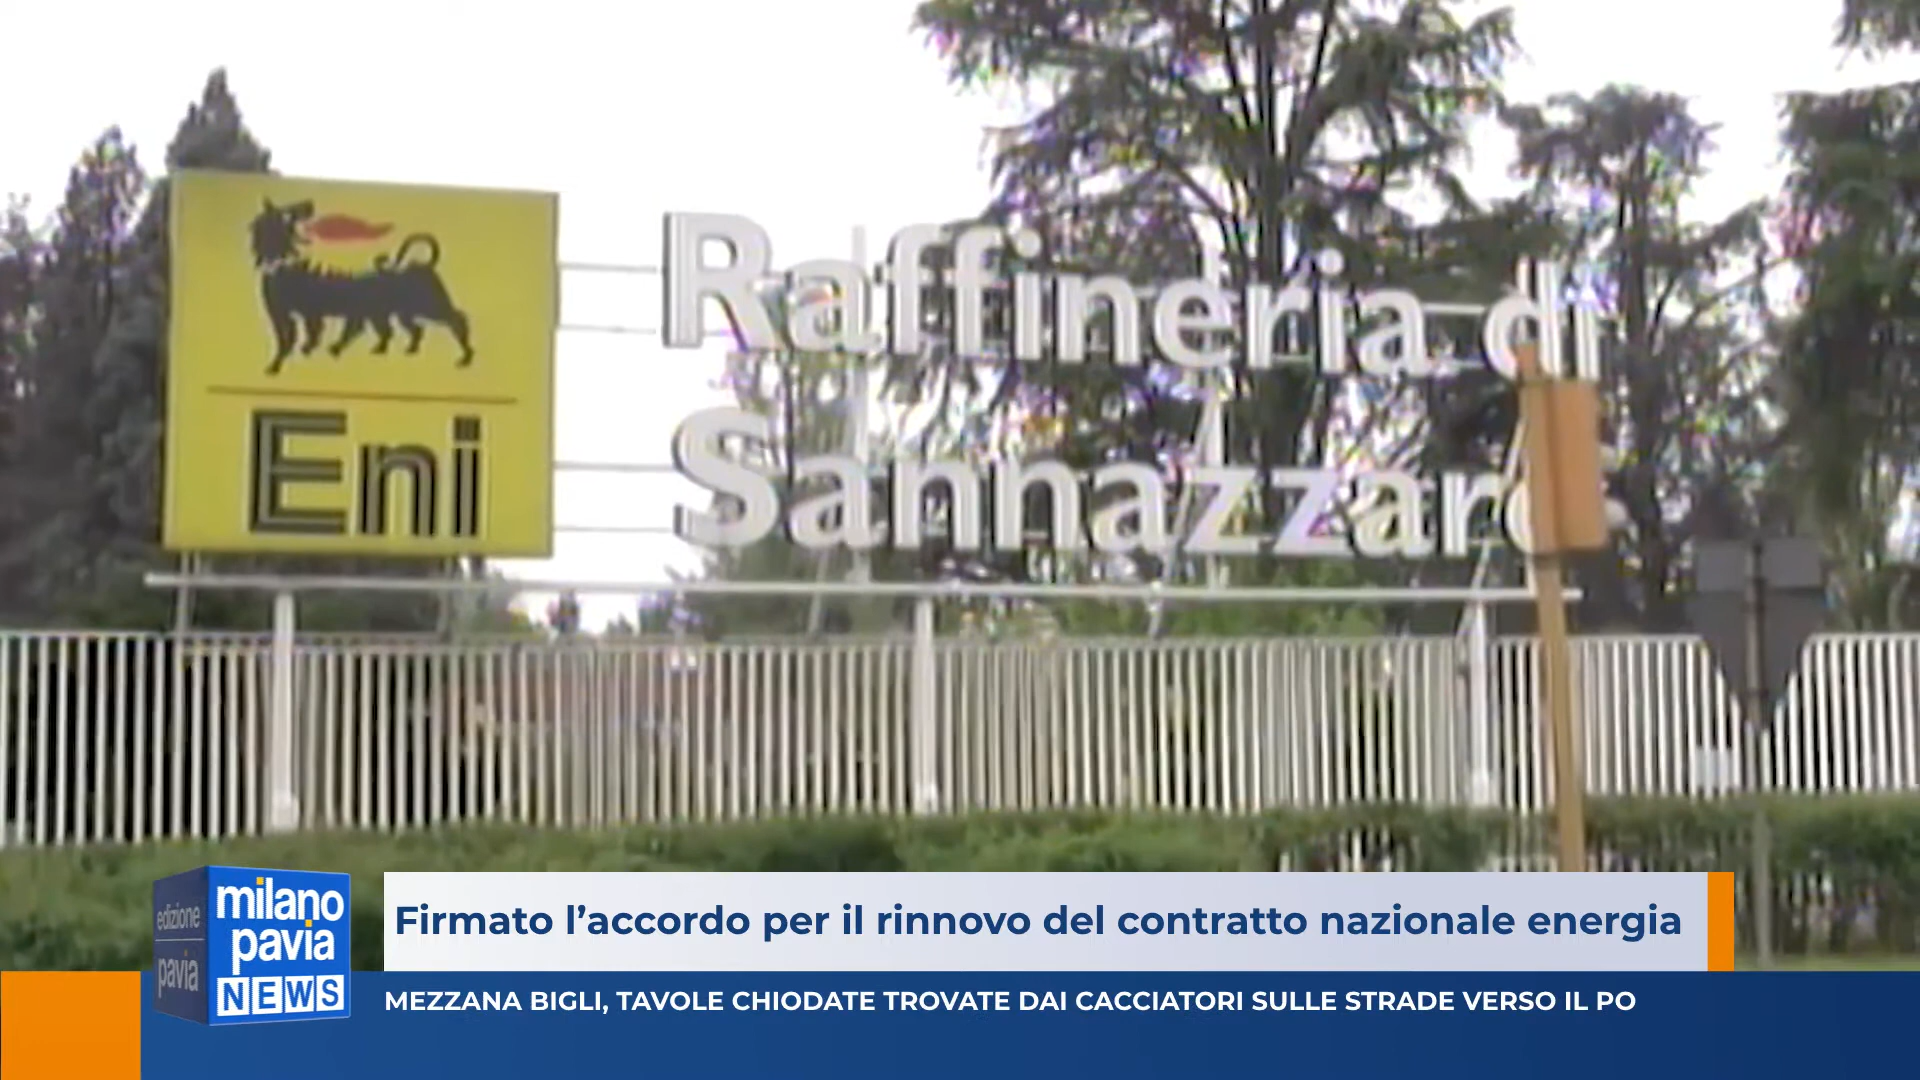 Raffineria di
Sannazzaro
Eni
edizione
pavia
milano
pavia
NEWS
Firmato l’accordo per il rinnovo del contratto nazionale energia
MEZZANA BIGLI, TAVOLE CHIODATE TROVATE DAI CACCIATORI SULLE STRADE VERSO IL PO